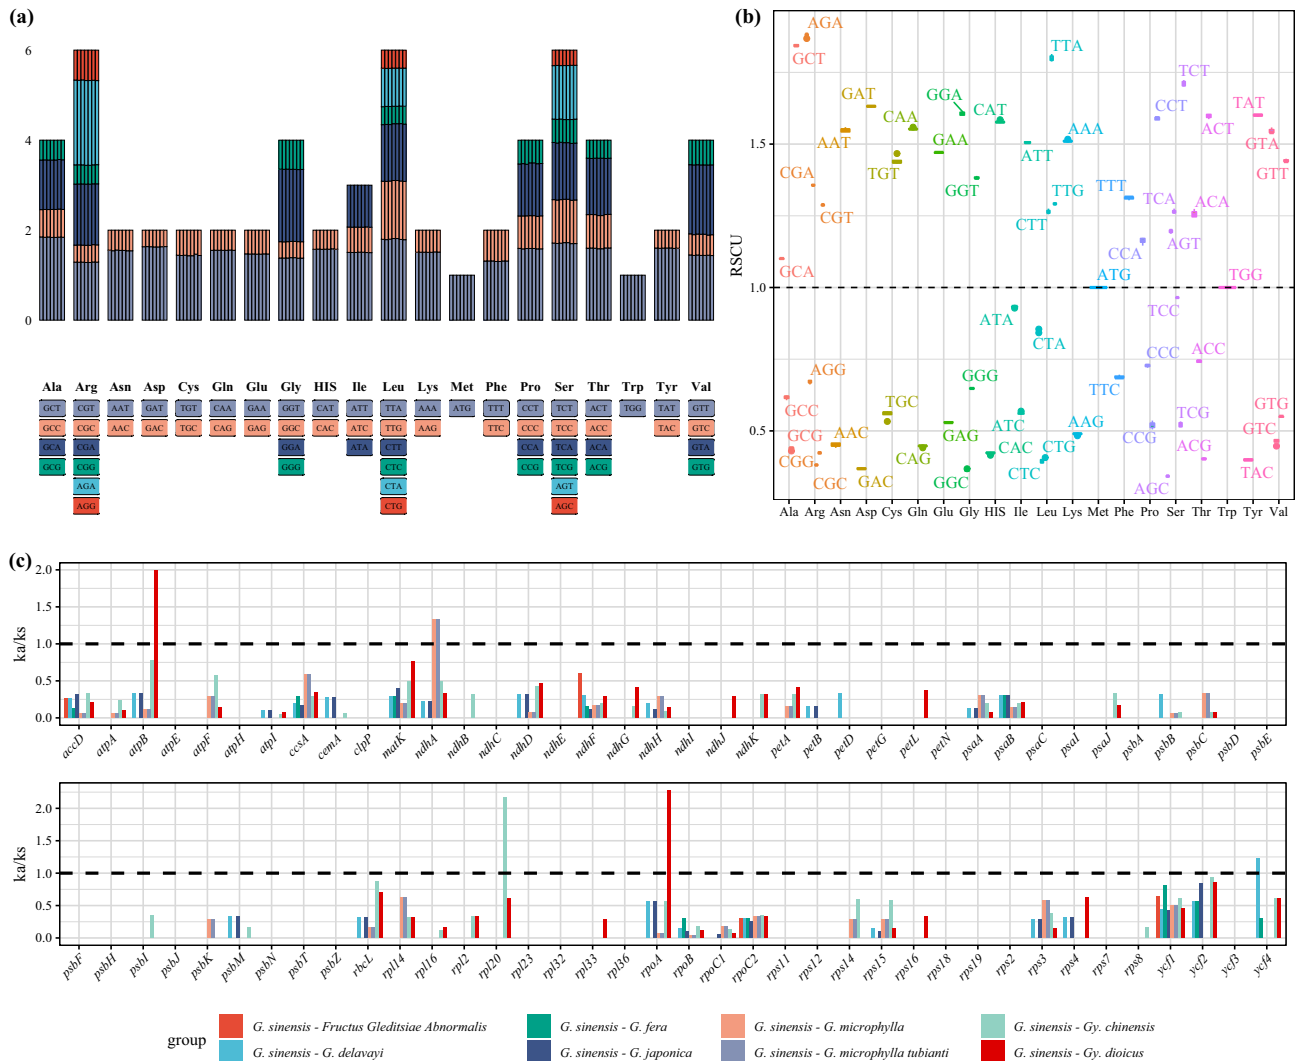 (a)
6
4
2
0
Ala Arg Asn Asp Cys Gln Glu Gly HIS Ile Leu Lys Met Phe Pro Ser Thr Trp Tyr Val
GCT CGT AAT GAT TGT CAA GAA GGT CAT ATT TTA AAA ATG TTT CCT TCT ACT TGG TAT GTT
GCC CGC AAC GAC TGC CAG GAG GGC CAC ATC TTG AAG TTC CCC TCC ACC TAC GTC
GCA CGA GGA ATA CTT CCA TCA ACA GTA
GCG CGG GGG CTC CCG TCG ACG GTG
AGA CTA AGT
AGG CTG AGC
(b)
RSCU
1.5
1.0
0.5
AGA
GCT
TTA
TCT
GAT
GGA
CAT
CAA
CCT
ACT
TAT
AAT
TGT
GAA
ATT
AAA
GTA
GTT
CGA
GGT
TTG
TTT
TCA
ACA
CGT
CTT
AGT
CCA
GCA
ATG
TGG
TCC
ATA
CTA
CCC
ACC
AGG
GGG
TTC
GCC
TGC
ATC
AAG
TCG
GTG
GCG
AAC
GAG
CAC
CTG
CCG
ACG
GTC
CGG
CGC
GAC
CAG
GGC
CTC
AGC
TAC
Ala Arg Asn Asp Cys Gln Glu Gly HIS Ile Leu Lys Met Phe Pro Ser Thr Trp Tyr Val
(c)
ka/ks
2.0
1.5
1.0
0.5
0.0
accD atpA atpB atpE atpF atpH atpI ccsA cemA clpP matK ndhA ndhB ndhC ndhD ndhE ndhF ndhG ndhH ndhI ndhJ ndhK petA petB petD petG petL petN psaA psaB psaC psaI psaJ psbA psbB psbC psbD psbE
ka/ks
2.0
1.5
1.0
0.5
0.0
psbF psbH psbI psbJ psbK psbM psbN psbT psbZ rbcL rpl14 rpl16 rpl2 rpl20 rpl23 rpl32 rpl33 rpl36 rpoA rpoB rpoC1 rpoC2 rps11 rps12 rps14 rps15 rps16 rps18 rps19 rps2 rps3 rps4 rps7 rps8 ycf1 ycf2 ycf3 ycf4
group
G. sinensis - Fructus Gleditsiae Abnormalis
G. sinensis - G. fera
G. sinensis - G. microphylla
G. sinensis - Gy. chinensis
G. sinensis - G. delavayi
G. sinensis - G. japonica
G. sinensis - G. microphylla tubianti
G. sinensis - Gy. dioicus